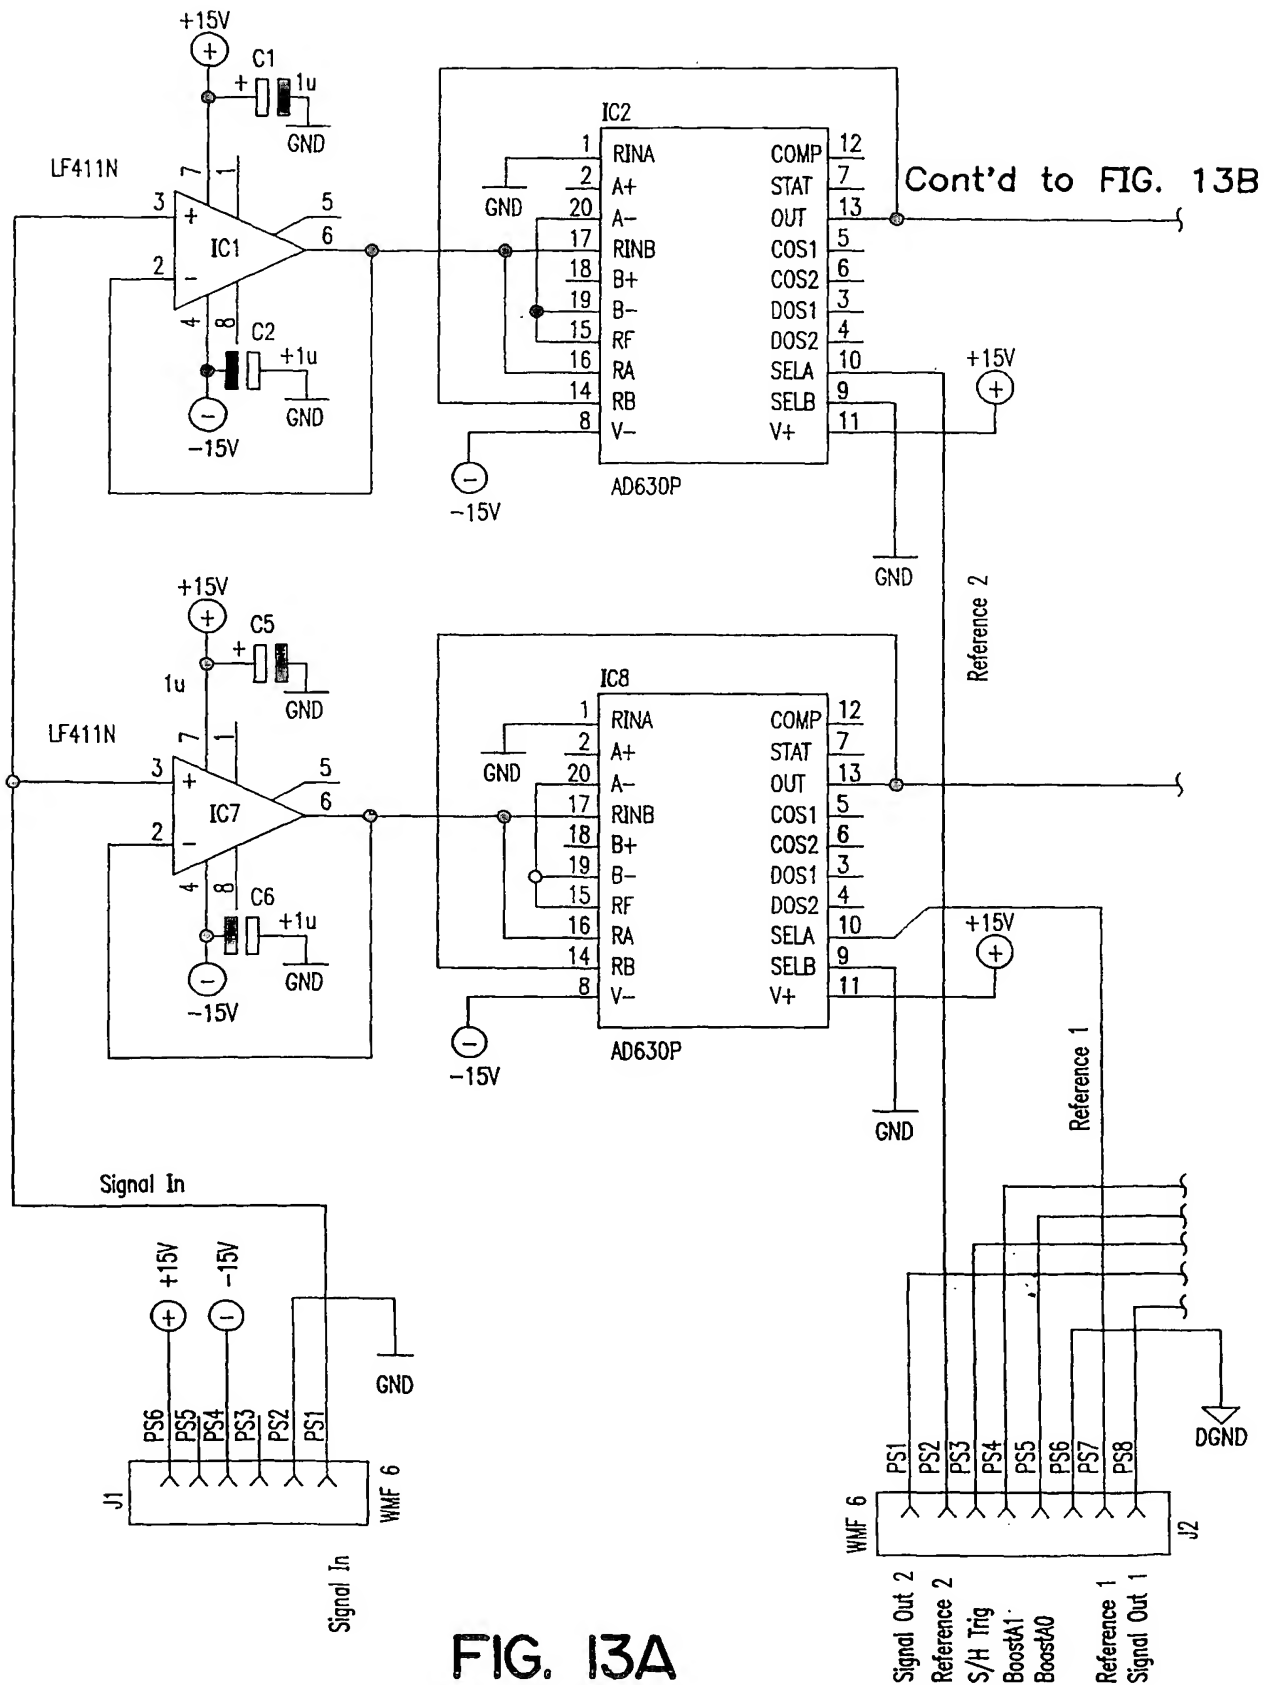 +15V
C1
+
1u
GND
LF411N
7
1
3
+
5
IC1
6
2
-
4
8
C2
+1u
GND
-15V
IC2
1 RINA COMP 12
2 A+ STAT 7
20 A- OUT 13
17 RINB COS1 5
18 B+ COS2 6
19 B- DOS1 3
15 RF DOS2 4
16 RA SELA 10
14 RB SELB 9
8 V- V+ 11
GND
AD630P
-15V
+15V
GND
Cont'd to FIG. 13B
Reference 2
+15V
C5
+
1u
GND
LF411N
7
1
3
+
5
IC7
6
2
-
4
8
C6
+1u
GND
-15V
IC8
1 RINA COMP 12
2 A+ STAT 7
20 A- OUT 13
17 RINB COS1 5
18 B+ COS2 6
19 B- DOS1 3
15 RF DOS2 4
16 RA SELA 10
14 RB SELB 9
8 V- V+ 11
GND
AD630P
-15V
+15V
GND
Reference 1
Signal In
+15V
-15V
GND
PS6
PS5
PS4
PS3
PS2
PS1
J1
WMF 6
Signal In
DGND
PS1
PS2
PS3
PS4
PS5
PS6
PS7
PS8
WMF 6
J2
Signal Out 2
Reference 2
S/H Trig
BoostA1
BoostA0
Reference 1
Signal Out 1
FIG. 13A